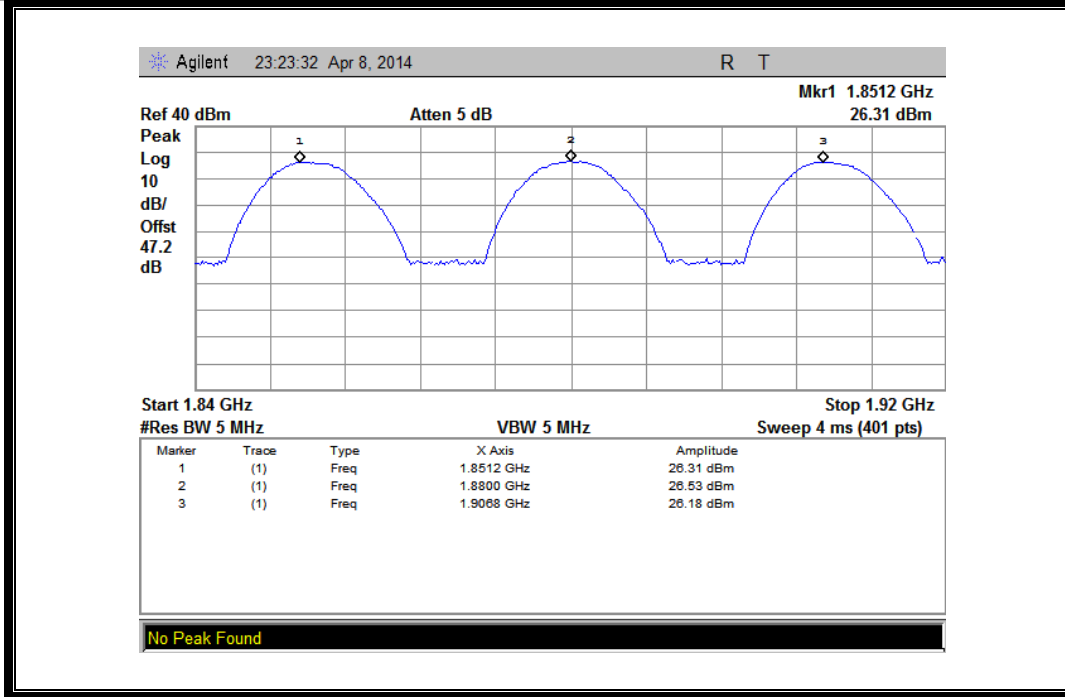 Agilent 23:23:32 Apr 8, 2014 R T
Mkr1 1.8512 GHz
Ref 40 dBm Atten 5 dB 26.31 dBm
Peak
Log
10
dB/
Offst
47.2
dB
1 2 3
Start 1.84 GHz Stop 1.92 GHz
#Res BW 5 MHz VBW 5 MHz Sweep 4 ms (401 pts)
Marker Trace Type X Axis Amplitude
1 (1) Freq 1.8512 GHz 26.31 dBm
2 (1) Freq 1.8800 GHz 26.53 dBm
3 (1) Freq 1.9068 GHz 26.18 dBm
No Peak Found